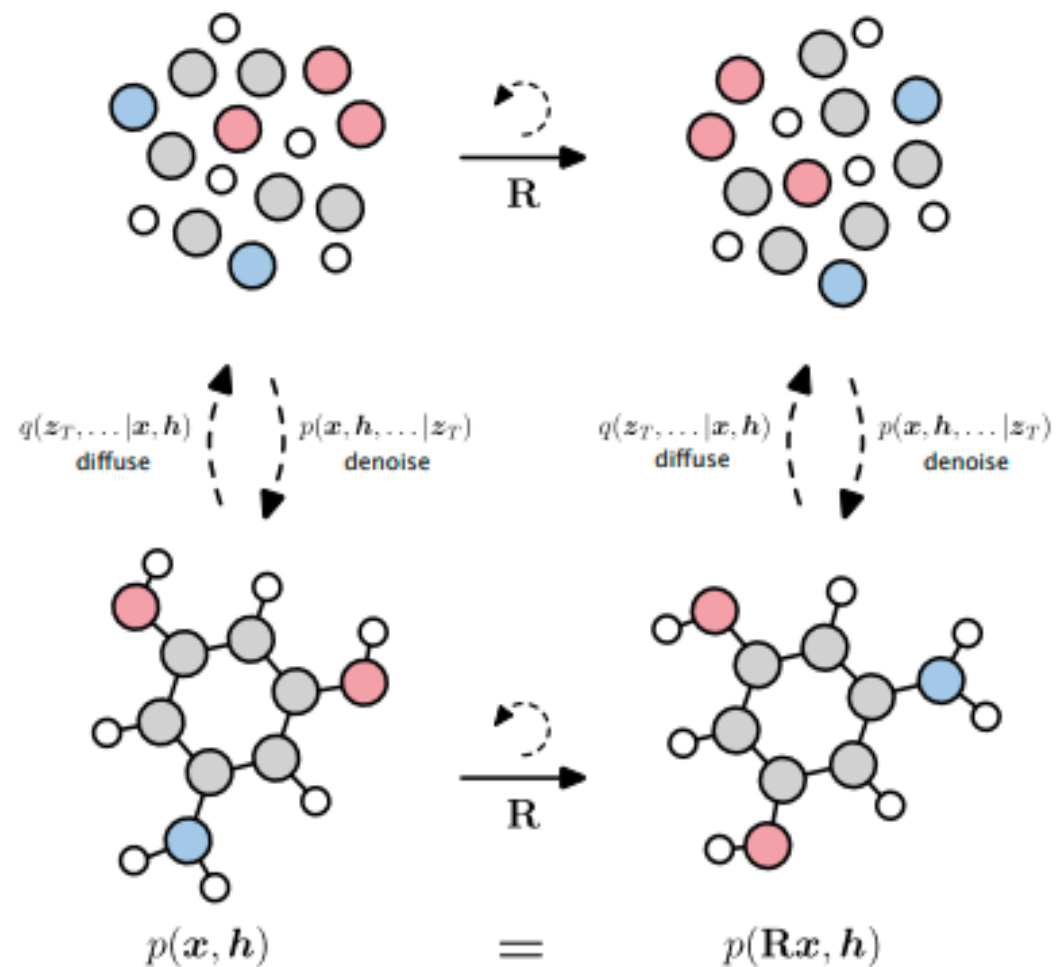 R
q(z_T, ... |x, h)
diffuse
p(x, h, ... |z_T)
denoise
q(z_T, ... |x, h)
diffuse
p(x, h, ... |z_T)
denoise
R
p(x, h) = p(Rx, h)